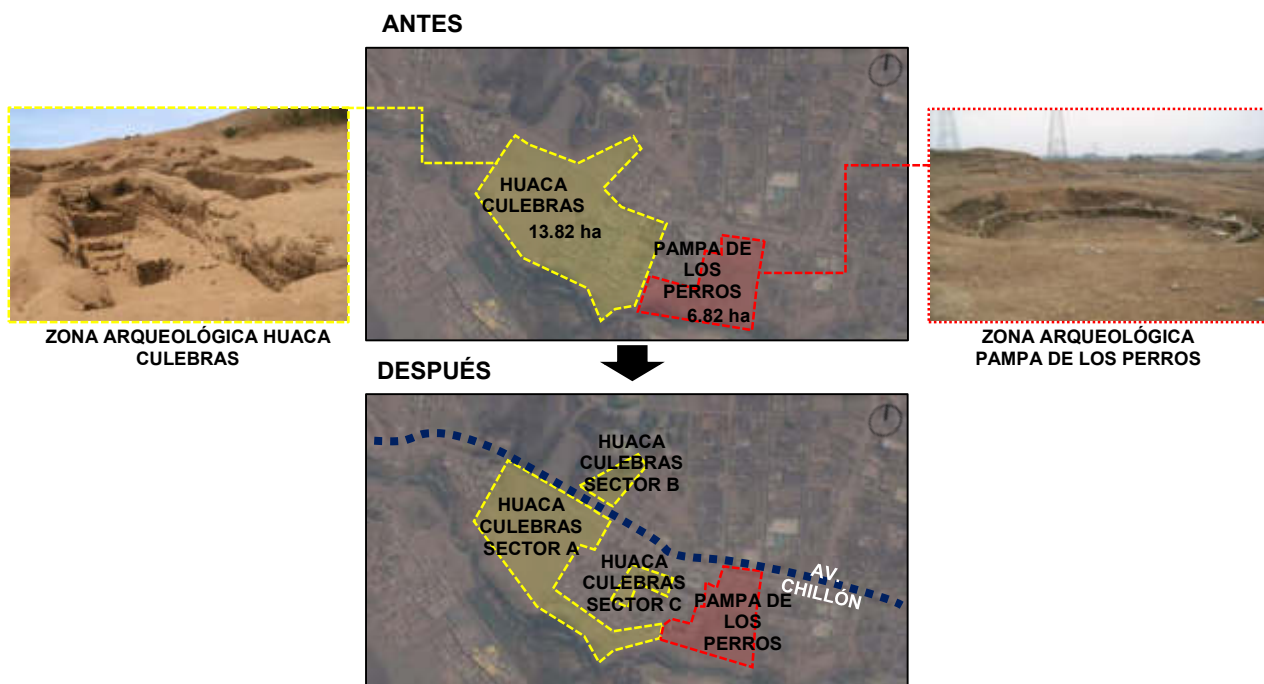 ANTES
HUACA
CULEBRAS
13.82 ha
PAMPA DE
LOS
PERROS
6.82 ha
ZONA ARQUEOLÓGICA HUACA
CULEBRAS
ZONA ARQUEOLÓGICA
PAMPA DE LOS PERROS
DESPUÉS
HUACA
CULEBRAS
SECTOR B
HUACA
CULEBRAS
SECTOR A
HUACA
CULEBRAS
SECTOR C
PAMPA DE
LOS
PERROS
AV.
CHILLÓN